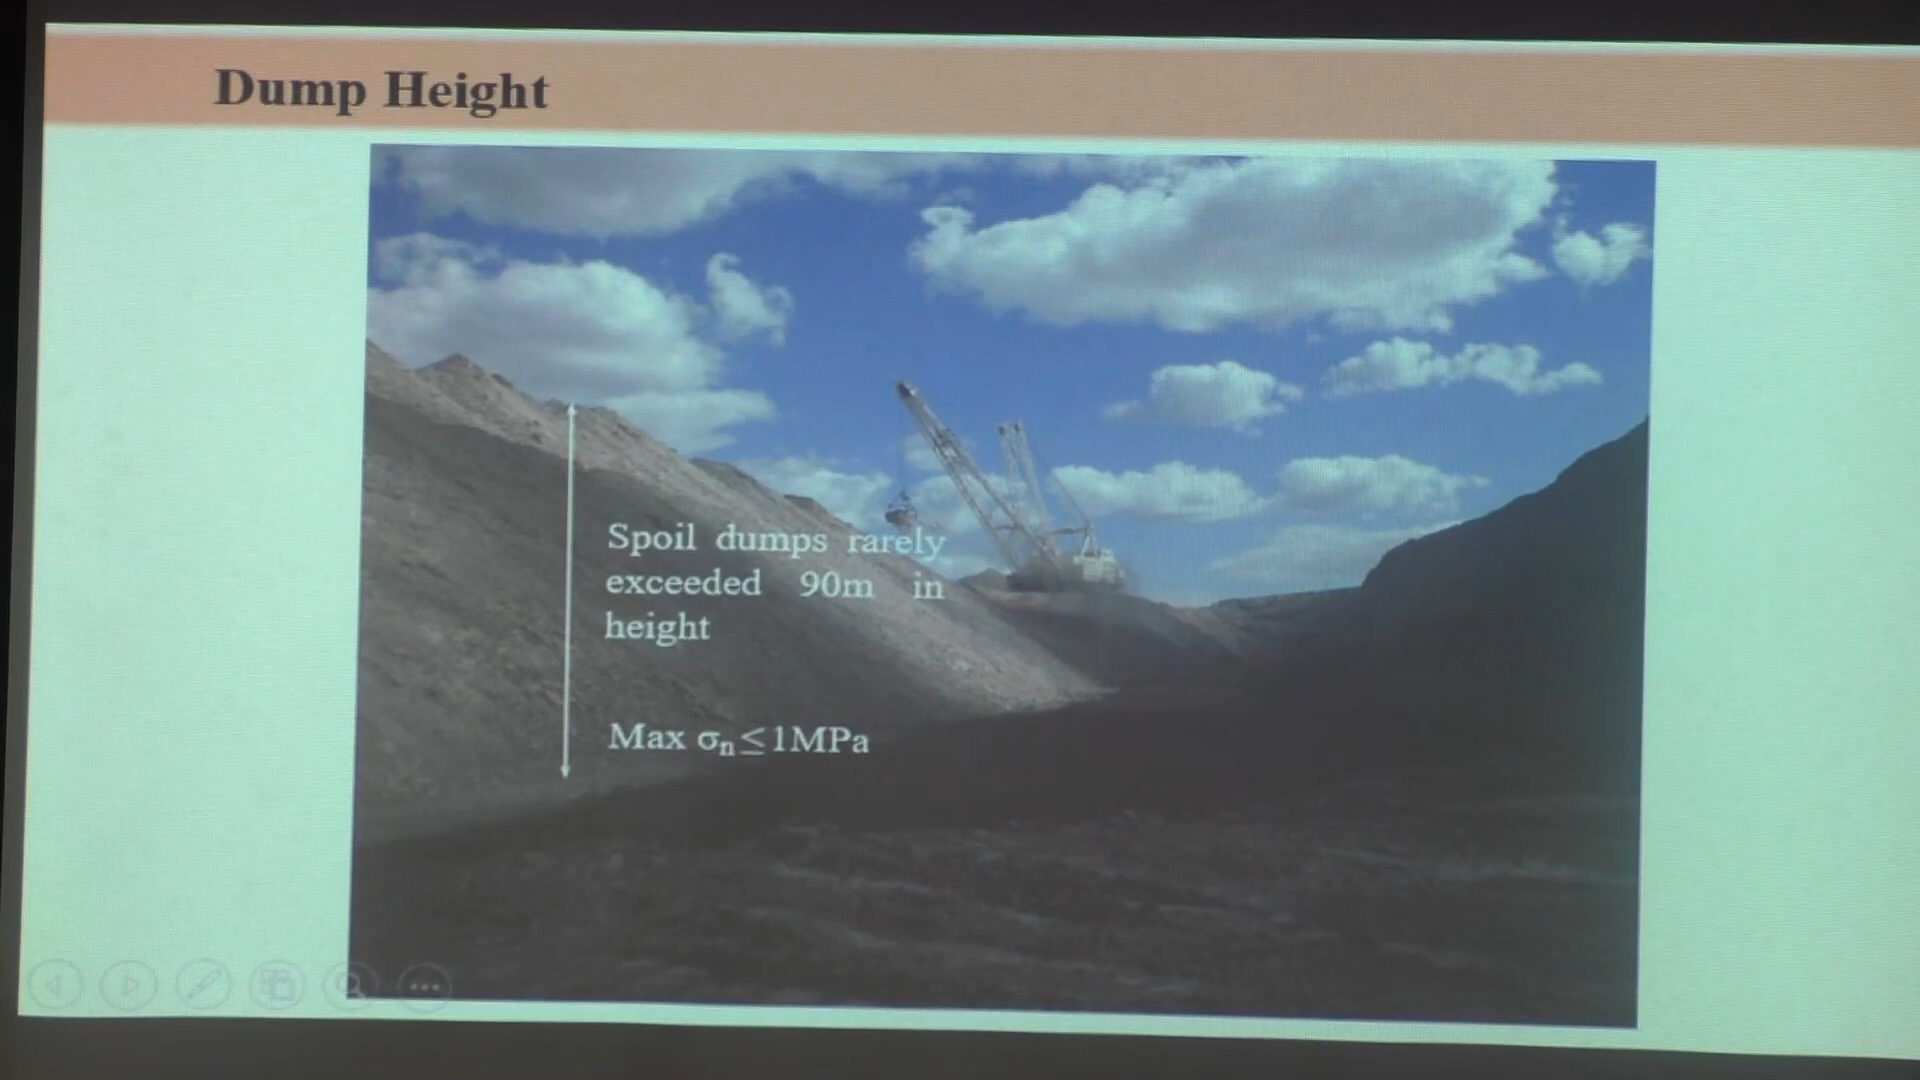 Dump Height
Spoil dumps rarely
exceeded 90m in
height
Max σₙ≤1MPa